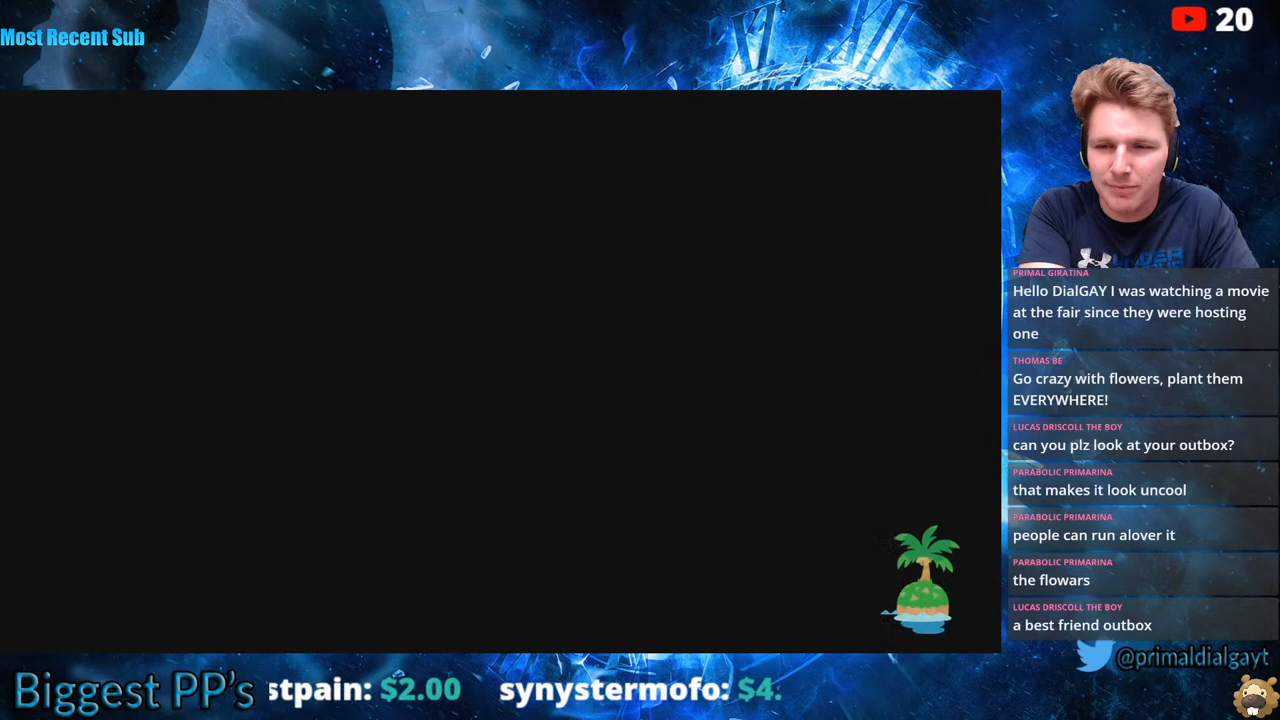 Most Recent Sub
20
PRIMAL GIRATINA
Hello DialGAY I was watching a movie
at the fair since they were hosting
one
THOMAS BE
Go crazy with flowers, plant them
EVERYWHERE!
LUCAS DRISCOLL THE BOY
can you plz look at your outbox?
PARABOLIC PRIMARINA
that makes it look uncool
PARABOLIC PRIMARINA
people can run alover it
PARABOLIC PRIMARINA
the flowars
LUCAS DRISCOLL THE BOY
a best friend outbox
@primaldialgayt
Biggest PP's stpain: $2.00 synystermofo: $4.